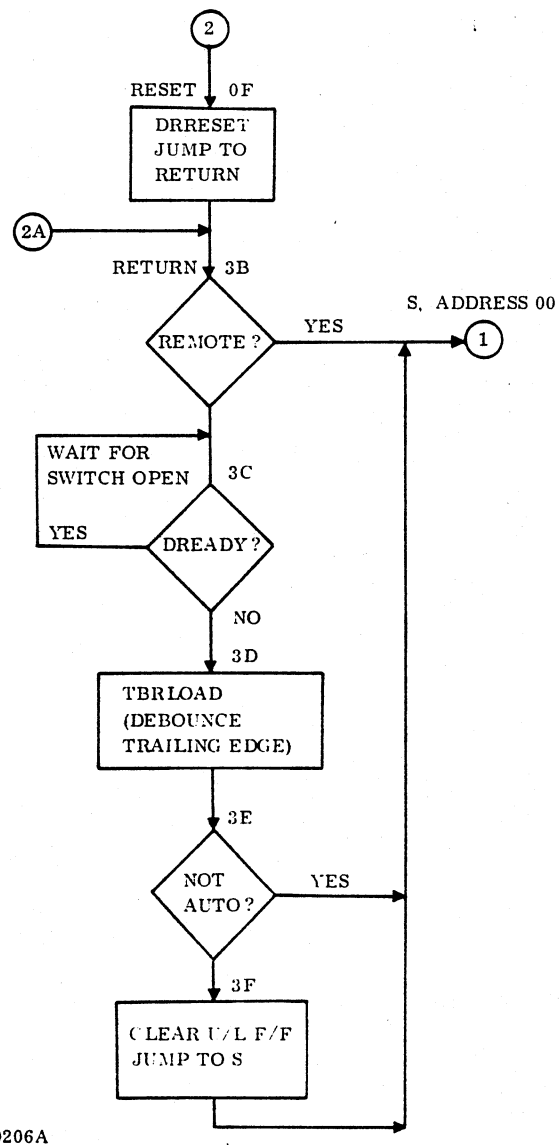 2
RESET 0F
DRRESET
JUMP TO
RETURN
2A
RETURN 3B
S, ADDRESS 00
REMOTE?
YES
1
WAIT FOR
SWITCH OPEN
3C
YES
DREADY?
NO
3D
TBRLOAD
(DEBOUNCE
TRAILING EDGE)
3E
NOT
AUTO?
YES
3F
CLEAR U/L F/F
JUMP TO S
206A